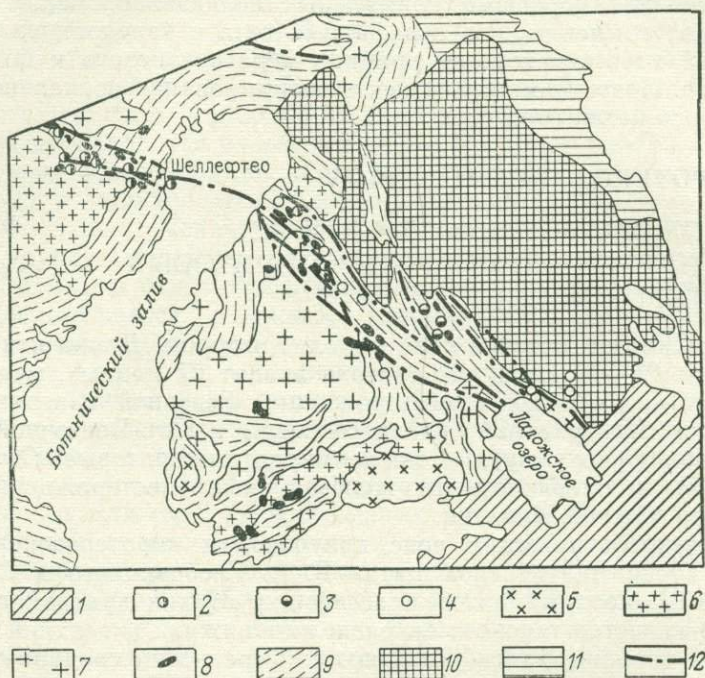 Шеллефтео
Ботнический залив
Ладожское
озеро
1 2 3 4 5 6
7 8 9 10 11 12